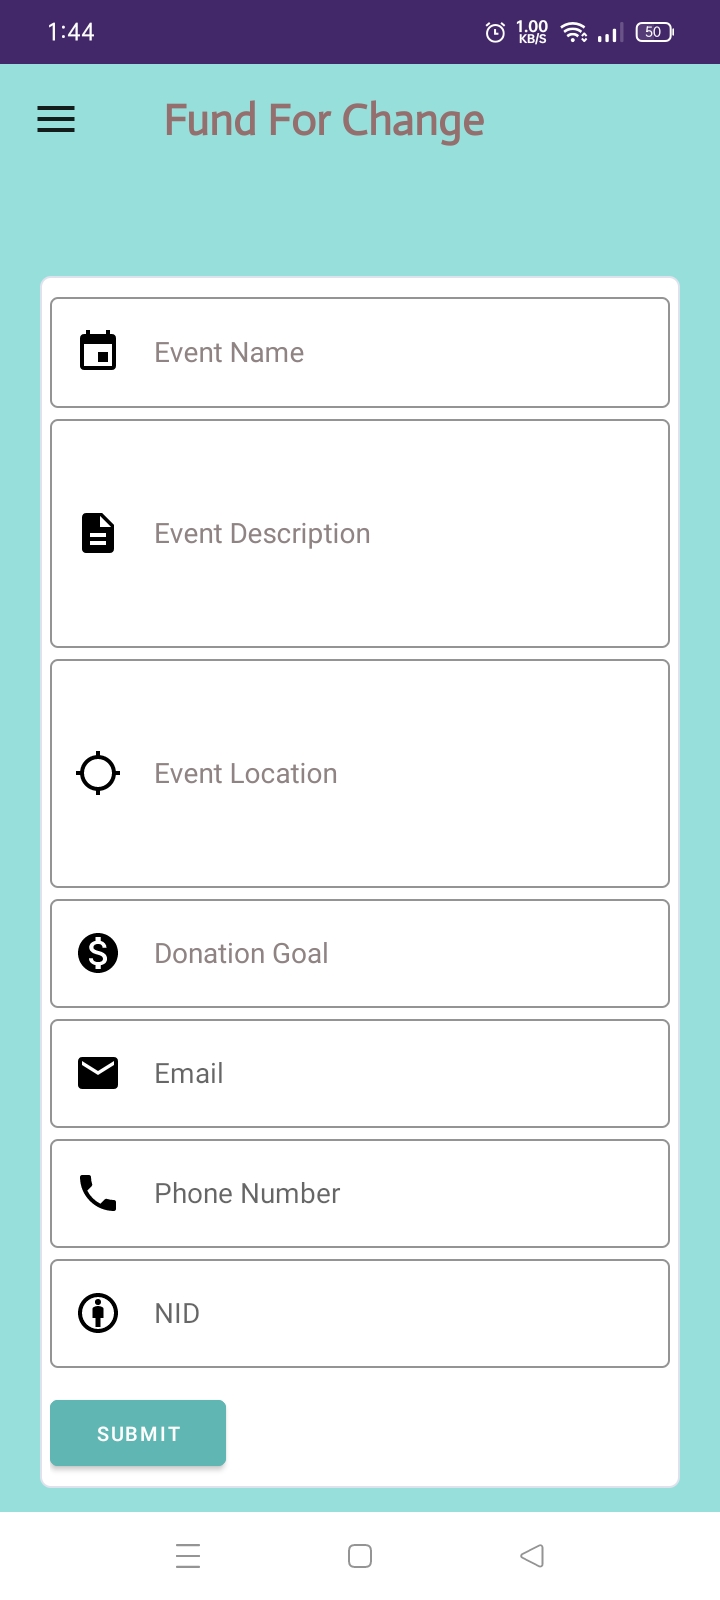 1:44
1.00
KB/S
50
Fund For Change
Event Name
Event Description
Event Location
Donation Goal
Email
Phone Number
NID
SUBMIT